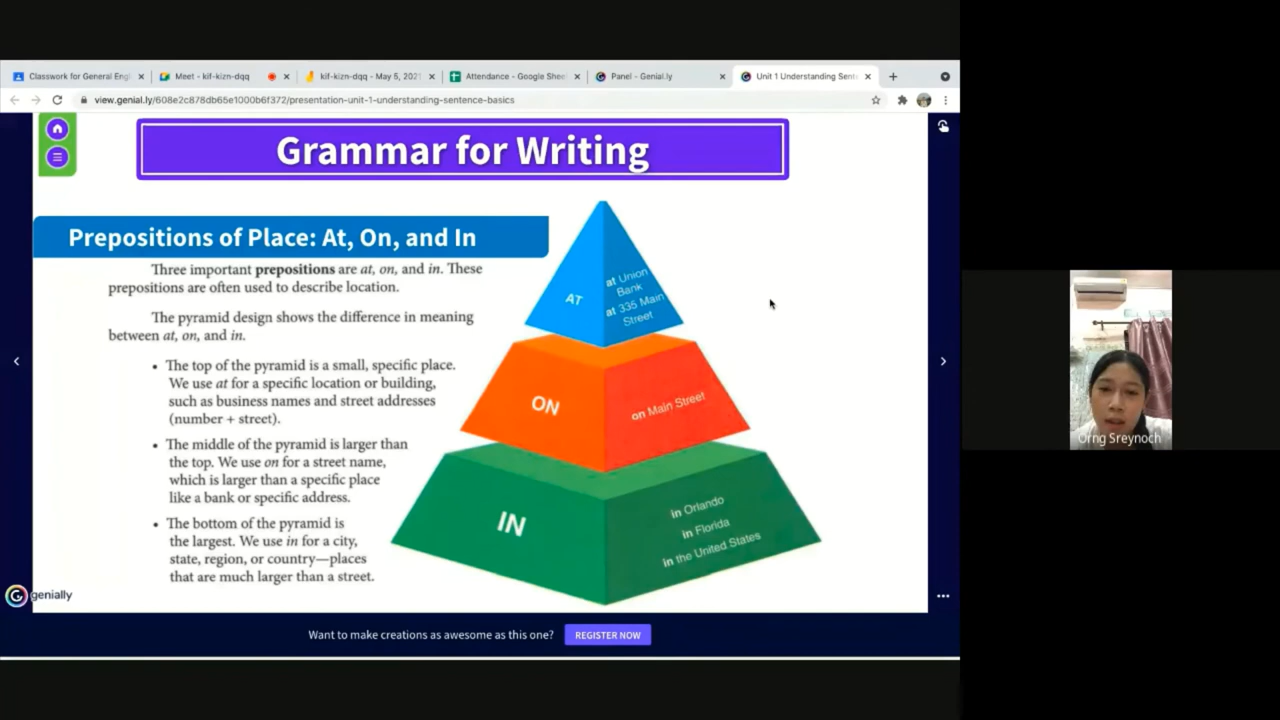 Classwork for General Engl
Meet - kif-kizn-dqq
kif-kizn-dqq - May 5, 2021
Attendance - Google Shee
Panel - Genial.ly
Unit 1 Understanding Sent
view.genial.ly/608e2c878db65e1000b6f372/presentation-unit-1-understanding-sentence-basics
Grammar for Writing
Prepositions of Place: At, On, and In
Three important prepositions are at, on, and in. These
prepositions are often used to describe location.
The pyramid design shows the difference in meaning
between at, on, and in.
• The top of the pyramid is a small, specific place.
We use at for a specific location or building,
such as business names and street addresses
(number + street).
• The middle of the pyramid is larger than
the top. We use on for a street name,
which is larger than a specific place
like a bank or specific address.
• The bottom of the pyramid is
the largest. We use in for a city,
state, region, or country—places
that are much larger than a street.
AT
at Union
Bank
at 335 Main
Street
ON
on Main Street
IN
in Orlando
in Florida
in the United States
Orng Sreynoch
genially
Want to make creations as awesome as this one?
REGISTER NOW